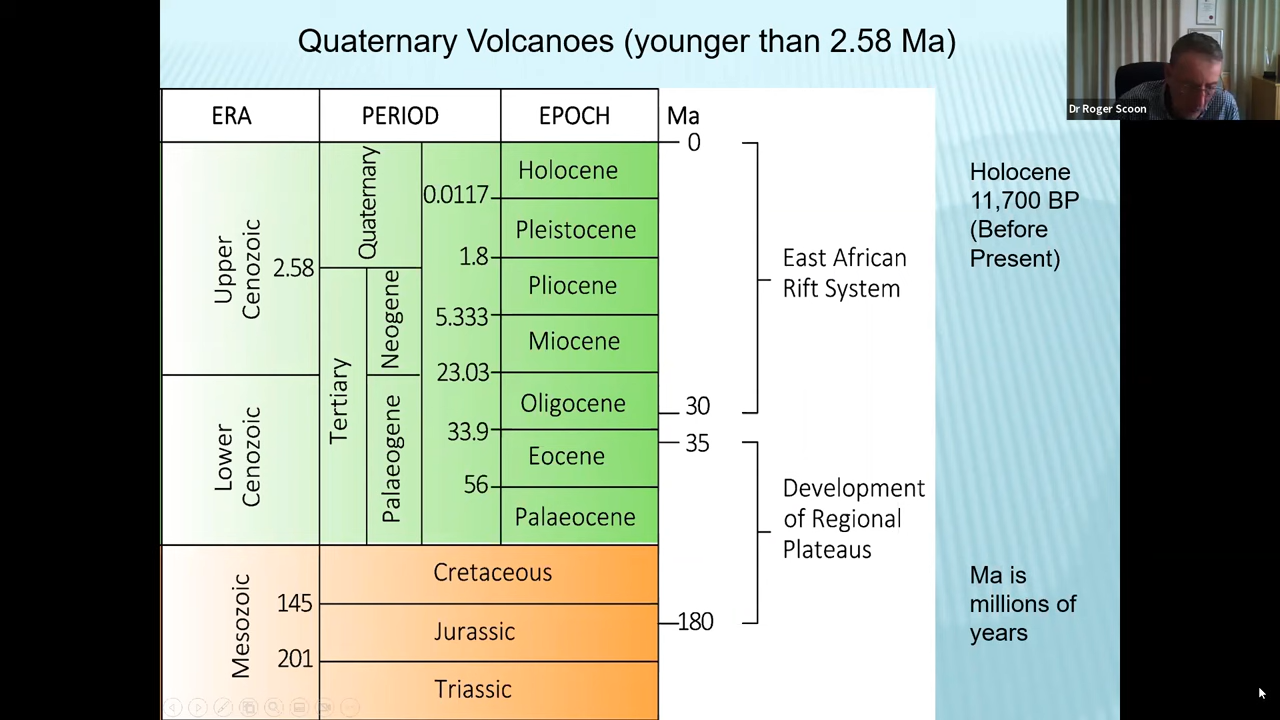 Quaternary Volcanoes (younger than 2.58 Ma)
Dr Roger Scoon
ERA
PERIOD
EPOCH
Ma
0
Quaternary
Holocene
0.0117
Pleistocene
Upper
Cenozoic
2.58
1.8
Neogene
Pliocene
5.333
Miocene
23.03
Tertiary
Oligocene
30
Lower
Cenozoic
Palaeogene
33.9
35
Eocene
56
Palaeocene
East African
Rift System
Development
of Regional
Plateaus
Mesozoic
Cretaceous
145
Jurassic
180
201
Triassic
Holocene
11,700 BP
(Before
Present)
Ma is
millions of
years